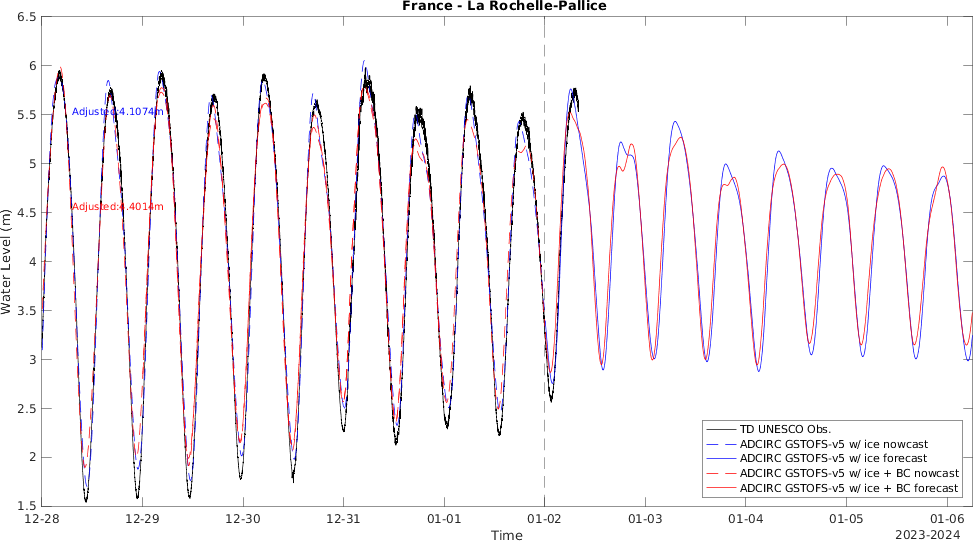 France - La Rochelle-Pallice
6.5
6
5.5
5
4.5
4
3.5
3
2.5
2
1.5
Water Level (m)
Adjusted:4.1074m
Adjusted:4.4014m
TD UNESCO Obs.
ADCIRC GSTOFS-v5 w/ ice nowcast
ADCIRC GSTOFS-v5 w/ ice forecast
ADCIRC GSTOFS-v5 w/ ice + BC nowcast
ADCIRC GSTOFS-v5 w/ ice + BC forecast
12-28 12-29 12-30 12-31 01-01 01-02 01-03 01-04 01-05 01-06
Time
2023-2024